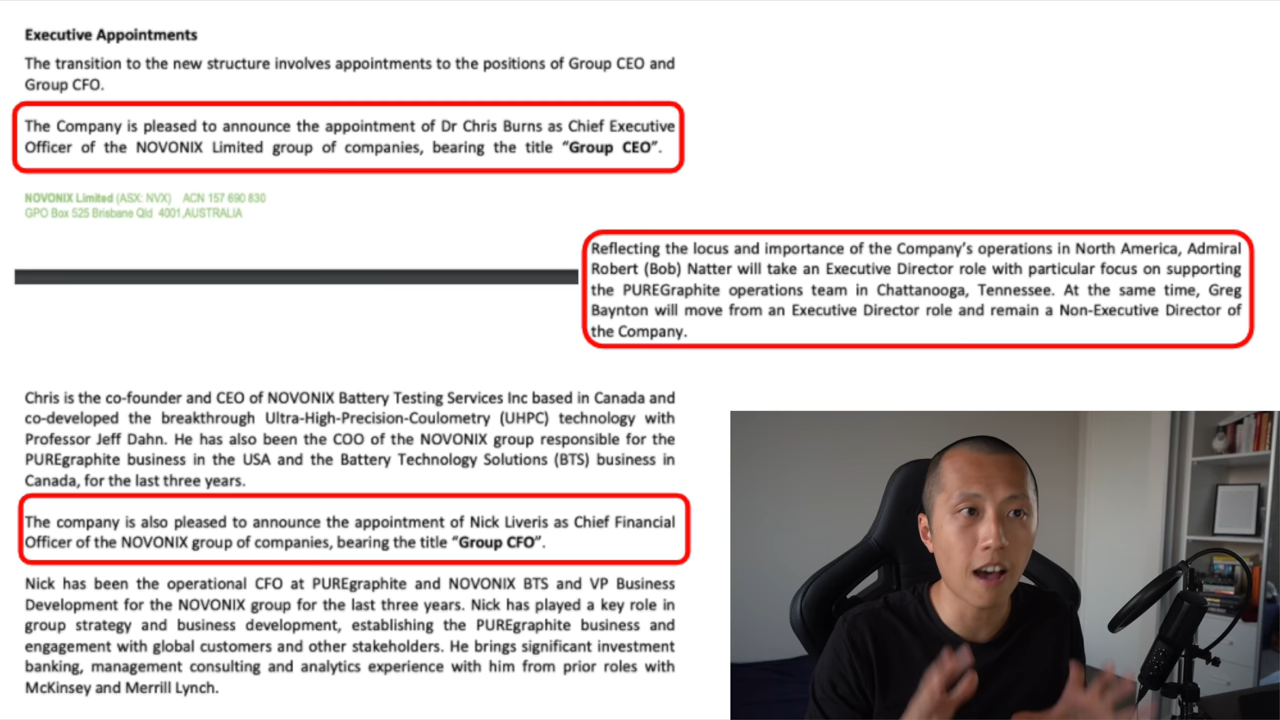 Executive Appointments
The transition to the new structure involves appointments to the positions of Group CEO and
Group CFO.
The Company is pleased to announce the appointment of Dr Chris Burns as Chief Executive
Officer of the NOVONIX Limited group of companies, bearing the title “Group CEO”.
NOVONIX Limited (ASX: NVX) ACN 157 690 830
GPO Box 525 Brisbane Qld 4001,AUSTRALIA
Reflecting the locus and importance of the Company’s operations in North America, Admiral
Robert (Bob) Natter will take an Executive Director role with particular focus on supporting
the PUREGraphite operations team in Chattanooga, Tennessee. At the same time, Greg
Baynton will move from an Executive Director role and remain a Non-Executive Director of
the Company.
Chris is the co-founder and CEO of NOVONIX Battery Testing Services Inc based in Canada and
co-developed the breakthrough Ultra-High-Precision-Coulometry (UHPC) technology with
Professor Jeff Dahn. He has also been the COO of the NOVONIX group responsible for the
PUREgraphite business in the USA and the Battery Technology Solutions (BTS) business in
Canada, for the last three years.
The company is also pleased to announce the appointment of Nick Liveris as Chief Financial
Officer of the NOVONIX group of companies, bearing the title “Group CFO”.
Nick has been the operational CFO at PUREgraphite and NOVONIX BTS and VP Business
Development for the NOVONIX group for the last three years. Nick has played a key role in
group strategy and business development, establishing the PUREgraphite business and
engagement with global customers and other stakeholders. He brings significant investment
banking, management consulting and analytics experience with him from prior roles with
McKinsey and Merrill Lynch.